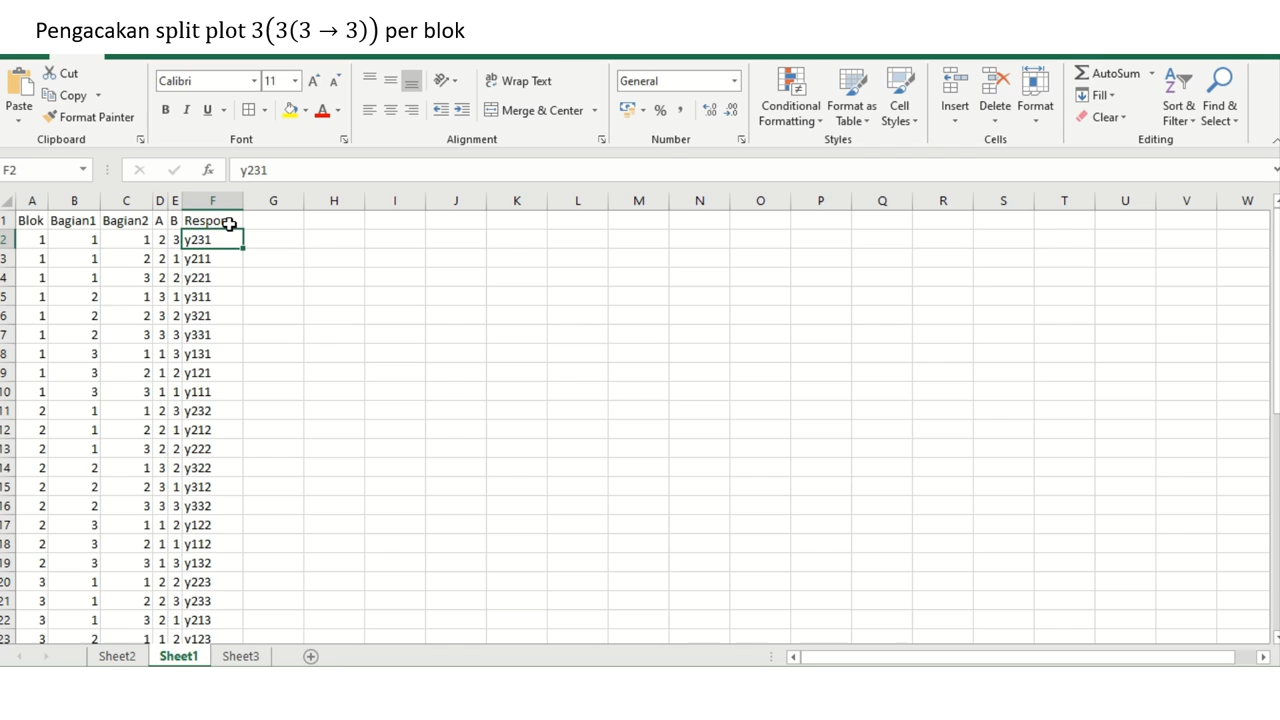 Pengacakan split plot 3(3(3 → 3)) per blok
Paste
Cut
Copy
Format Painter
Clipboard
Calibri 11
B I U
Font
Wrap Text
Merge & Center
Alignment
General
Number
Conditional Formatting
Format as Table
Cell Styles
Styles
Insert
Delete
Format
Cells
AutoSum
Fill
Clear
Sort & Filter
Find & Select
Editing
F2 fx y231
A B C D E F G H I J K L M N O P Q R S T U V W
1 Blok Bagian1 Bagian2 A B Respon
2 1 1 1 2 3 y231
3 1 1 2 2 1 y211
4 1 1 3 2 2 y221
5 1 2 1 3 1 y311
6 1 2 2 3 2 y321
7 1 2 3 3 3 y331
8 1 3 1 1 3 y131
9 1 3 2 1 2 y121
10 1 3 3 1 1 y111
11 2 1 1 2 3 y232
12 2 1 2 2 1 y212
13 2 1 3 2 2 y222
14 2 2 1 3 2 y322
15 2 2 2 3 1 y312
16 2 2 3 3 3 y332
17 2 3 1 1 2 y122
18 2 3 2 1 1 y112
19 2 3 3 1 3 y132
20 3 1 1 2 2 y223
21 3 1 2 2 3 y233
22 3 1 3 2 1 y213
23 3 2 1 1 2 y123
Sheet2 Sheet1 Sheet3